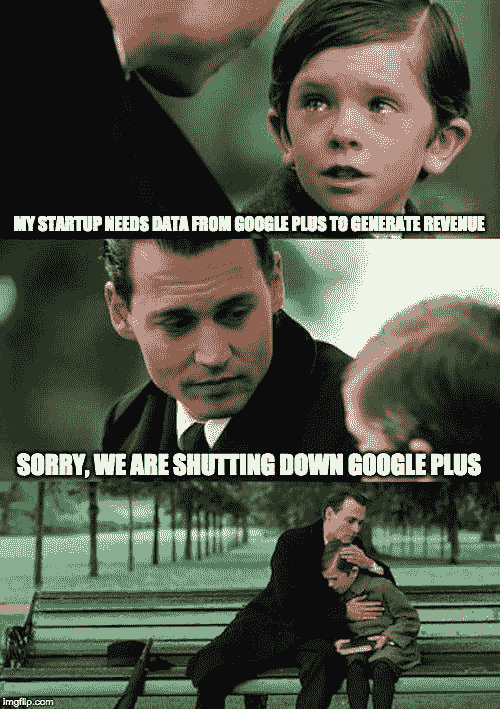 MY STARTUP NEEDS DATA FROM GOOGLE PLUS TO GENERATE REVENUE
SORRY, WE ARE SHUTTING DOWN GOOGLE PLUS
imgflip.com